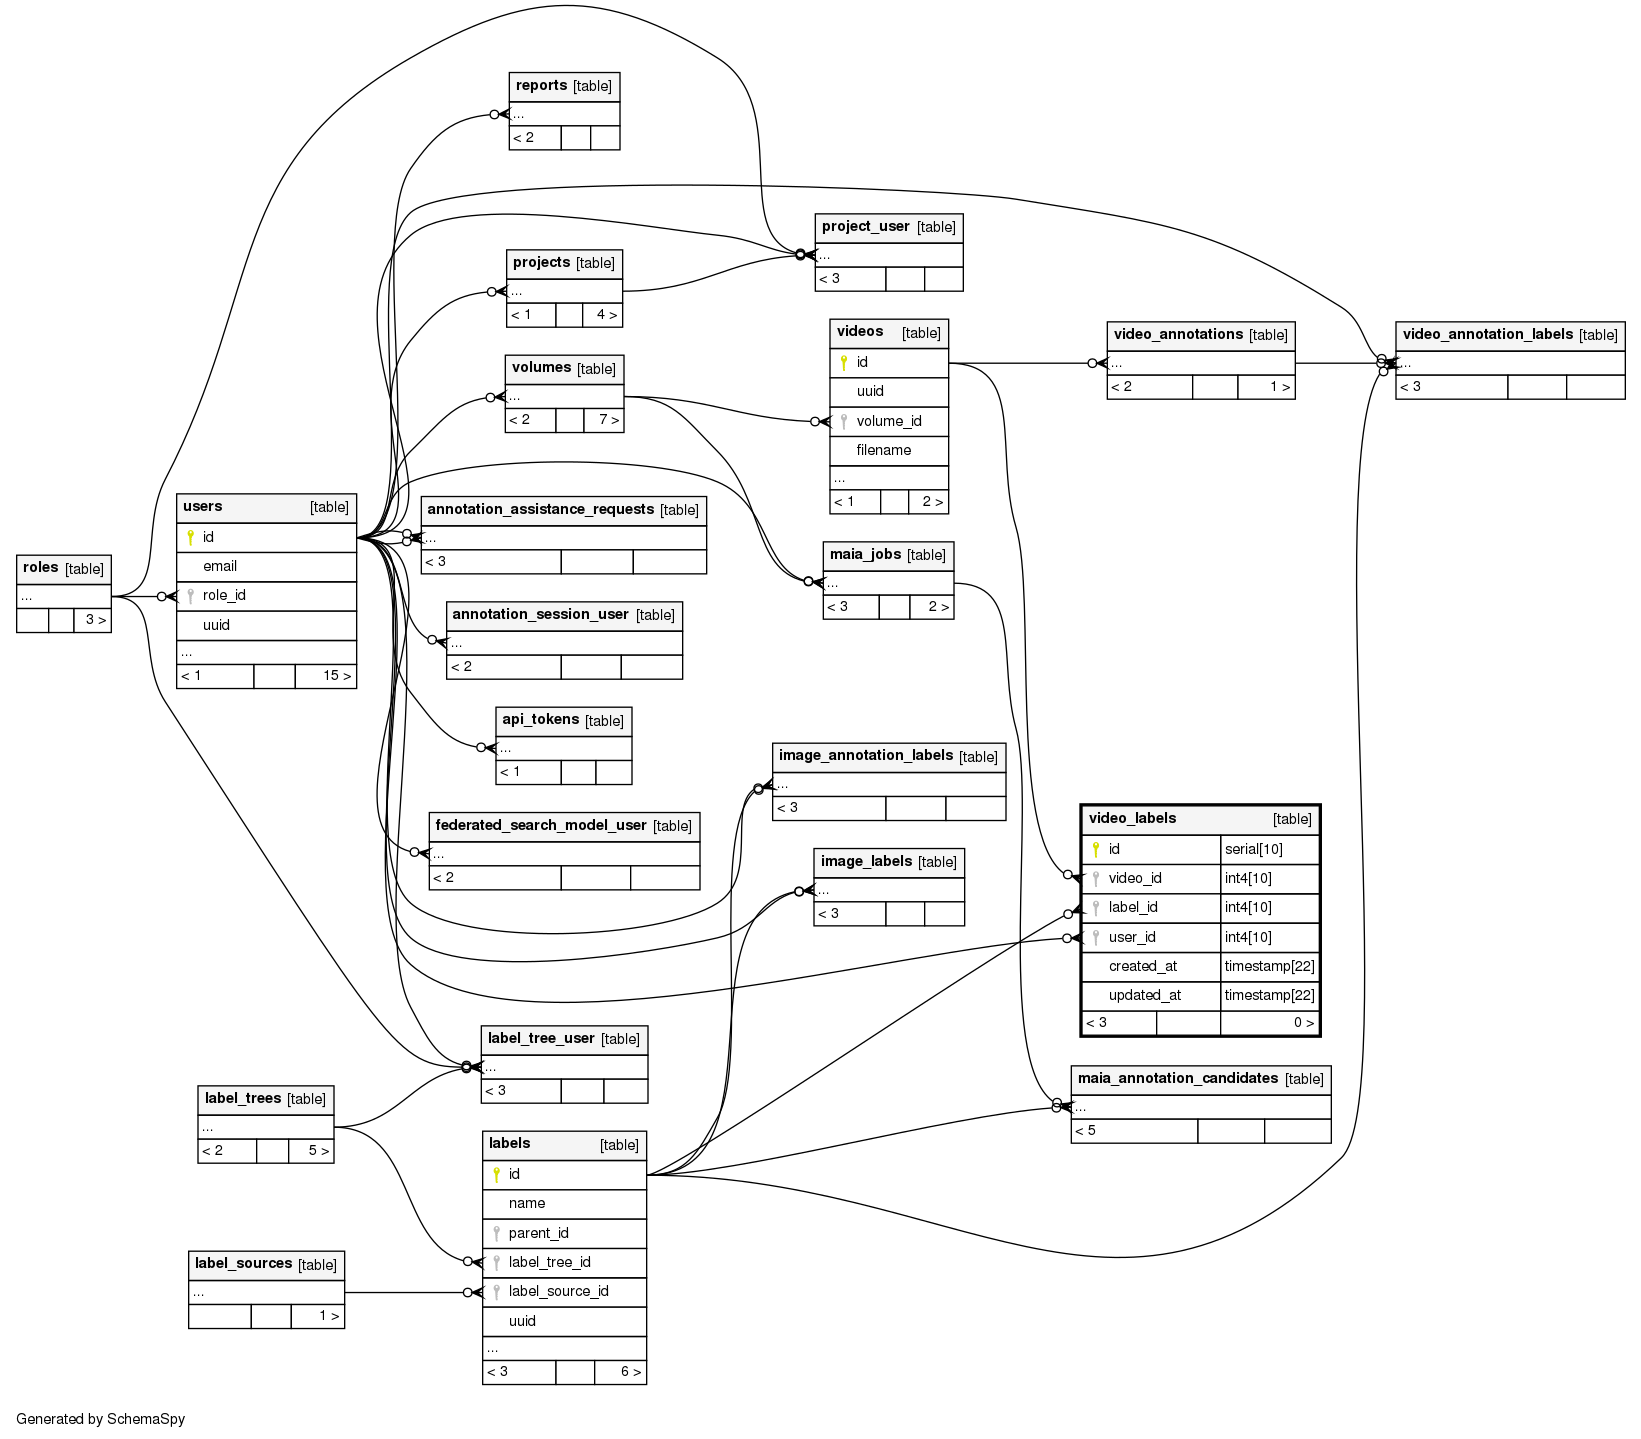 reports [table]
...
< 2
project_user [table]
...
< 3
projects [table]
...
< 1 4 >
videos [table]
id
uuid
volume_id
filename
...
< 1 2 >
video_annotations [table]
...
< 2 1 >
video_annotation_labels [table]
...
< 3
volumes [table]
...
< 2 7 >
users [table]
id
email
role_id
uuid
...
< 1 15 >
annotation_assistance_requests [table]
...
< 3
roles [table]
...
3 >
maia_jobs [table]
...
< 3 2 >
annotation_session_user [table]
...
< 2
api_tokens [table]
...
< 1
image_annotation_labels [table]
...
< 3
federated_search_model_user [table]
...
< 2
image_labels [table]
...
< 3
video_labels [table]
id serial[10]
video_id int4[10]
label_id int4[10]
user_id int4[10]
created_at timestamp[22]
updated_at timestamp[22]
< 3 0 >
label_tree_user [table]
...
< 3
maia_annotation_candidates [table]
...
< 5
label_trees [table]
...
< 2 5 >
labels [table]
id
name
parent_id
label_tree_id
label_source_id
uuid
...
< 3 6 >
label_sources [table]
...
1 >
Generated by SchemaSpy